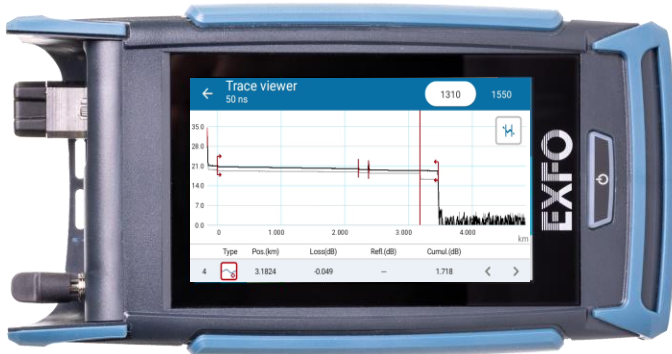 Trace viewer
50 ns
1310
1550
35.0
28.0
21.0
14.0
7.0
0.0
0 1.000 2.000 3.000 4.000
km
Type Pos.(km) Loss(dB) Refl.(dB) Cumul.(dB)
4 3.1824 -0.049 -- 1.718
EXFO